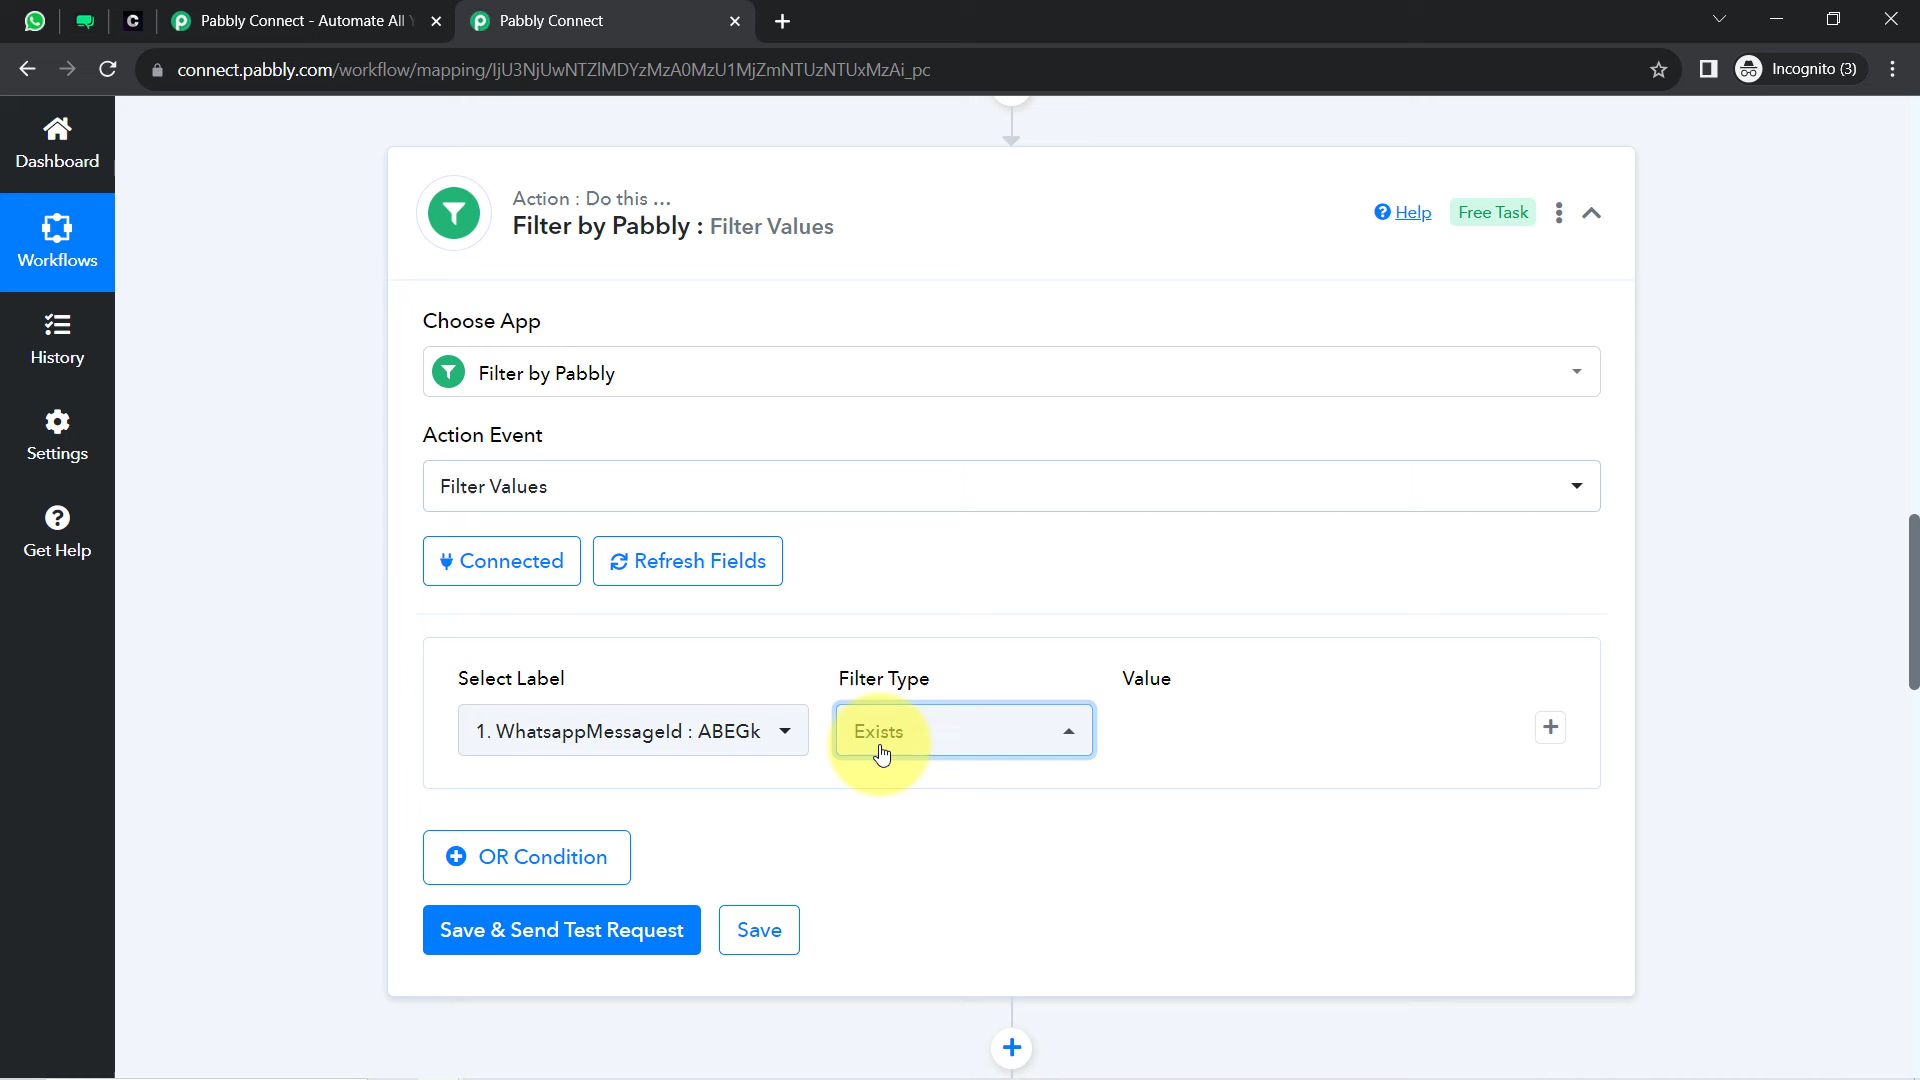 Pabbly Connect - Automate All Y
Pabbly Connect
connect.pabbly.com/workflow/mapping/IjU3NjUwNTZlMDYzMzA0MzU1MjZmNTUzNTUxMzAi_pc
Incognito (3)
Dashboard
Workflows
History
Settings
Get Help
Action : Do this ...
Filter by Pabbly : Filter Values
Help
Free Task
Choose App
Filter by Pabbly
Action Event
Filter Values
Connected
Refresh Fields
Select Label
Filter Type
Value
1. WhatsappMessageId : ABEGk
Exists
OR Condition
Save & Send Test Request
Save